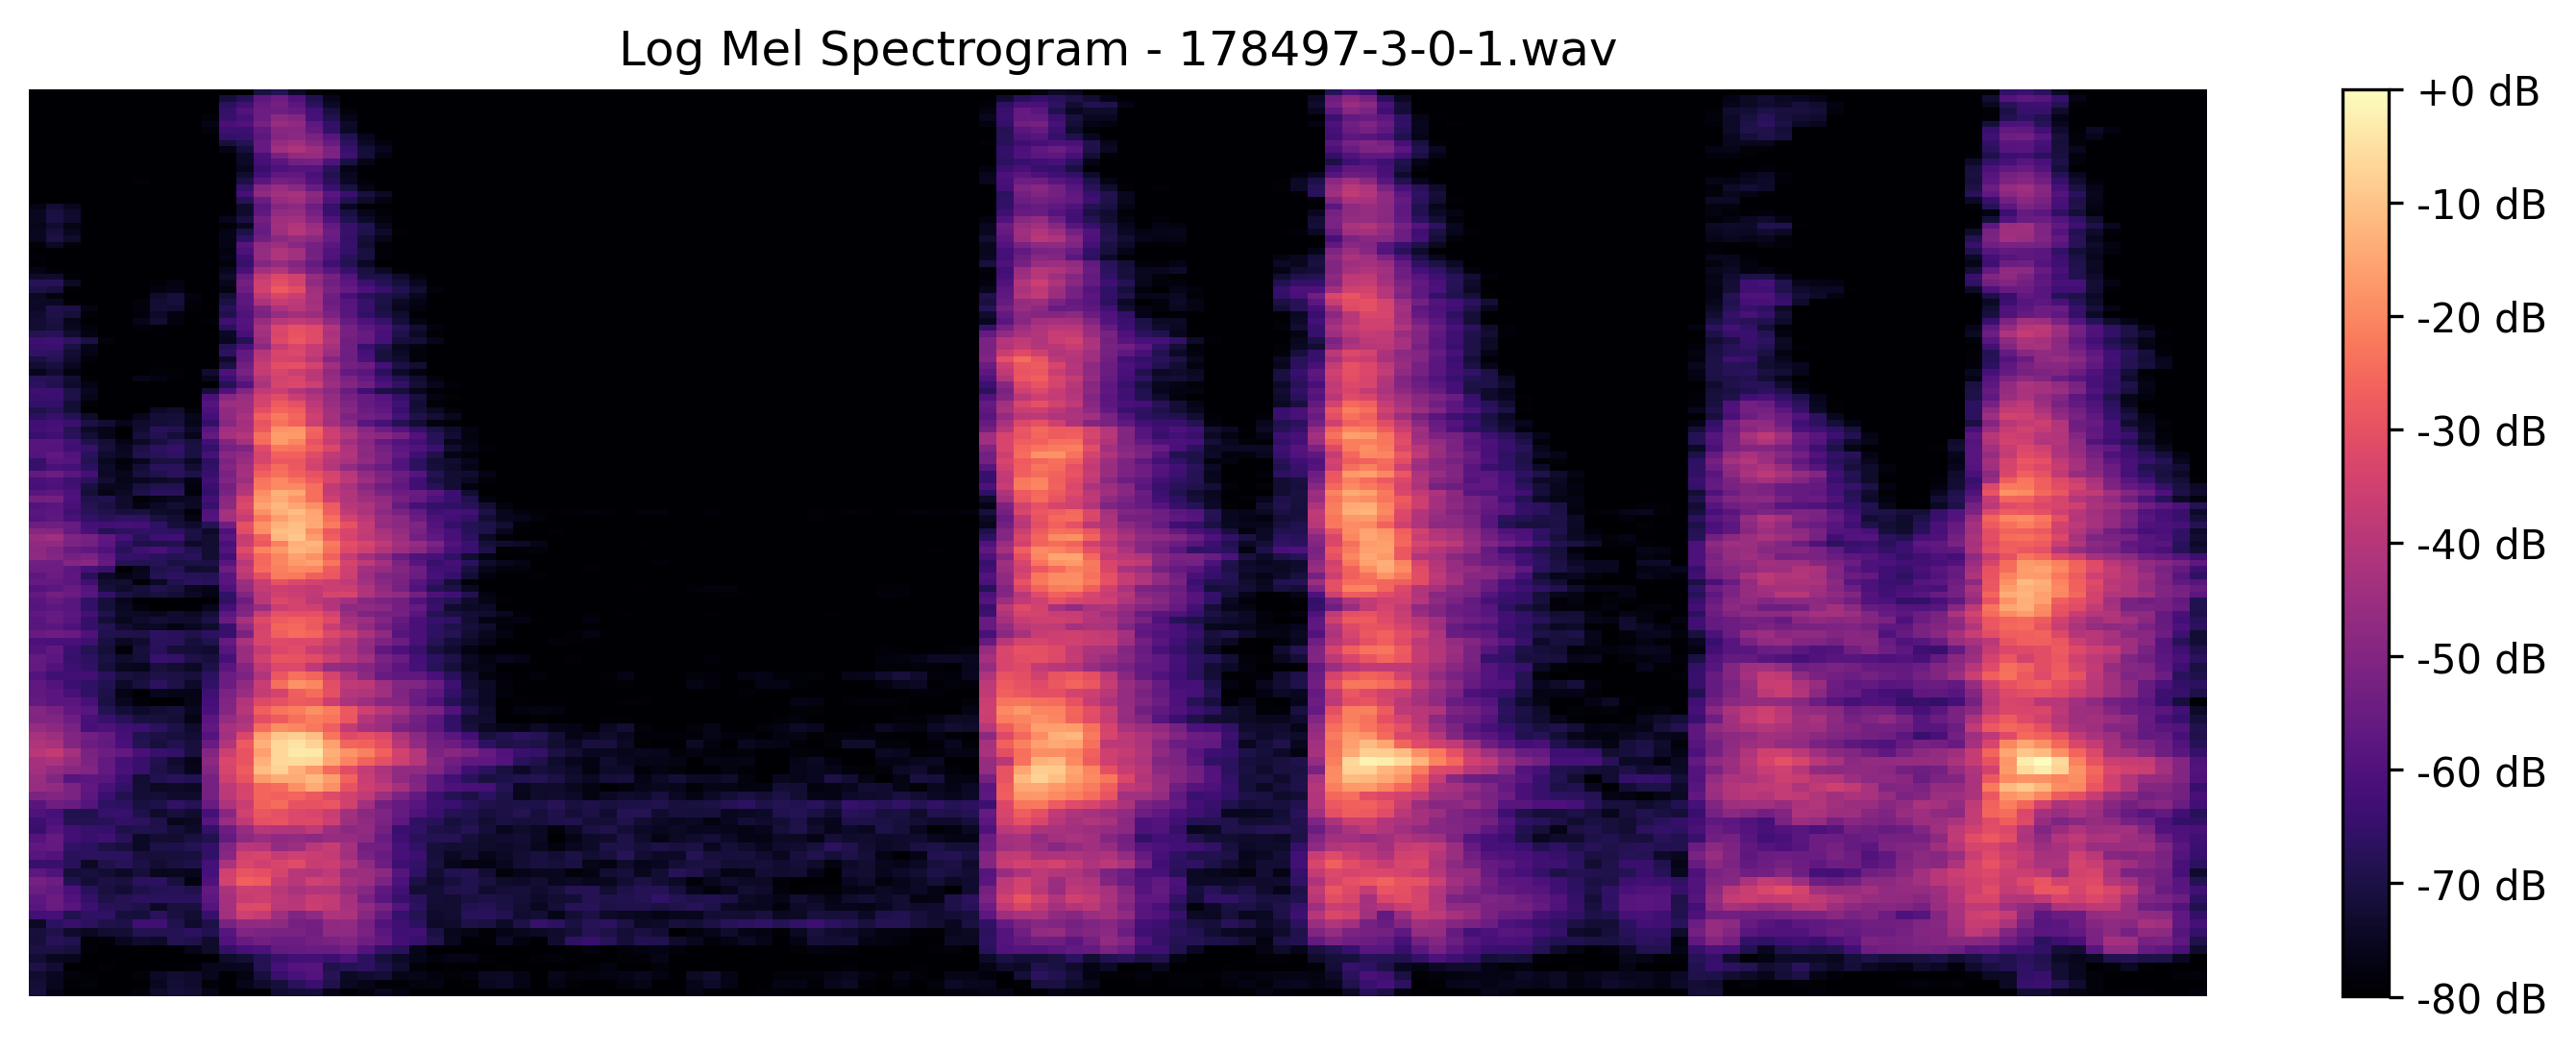 Log Mel Spectrogram - 178497-3-0-1.wav
+0 dB
-10 dB
-20 dB
-30 dB
-40 dB
-50 dB
-60 dB
-70 dB
-80 dB